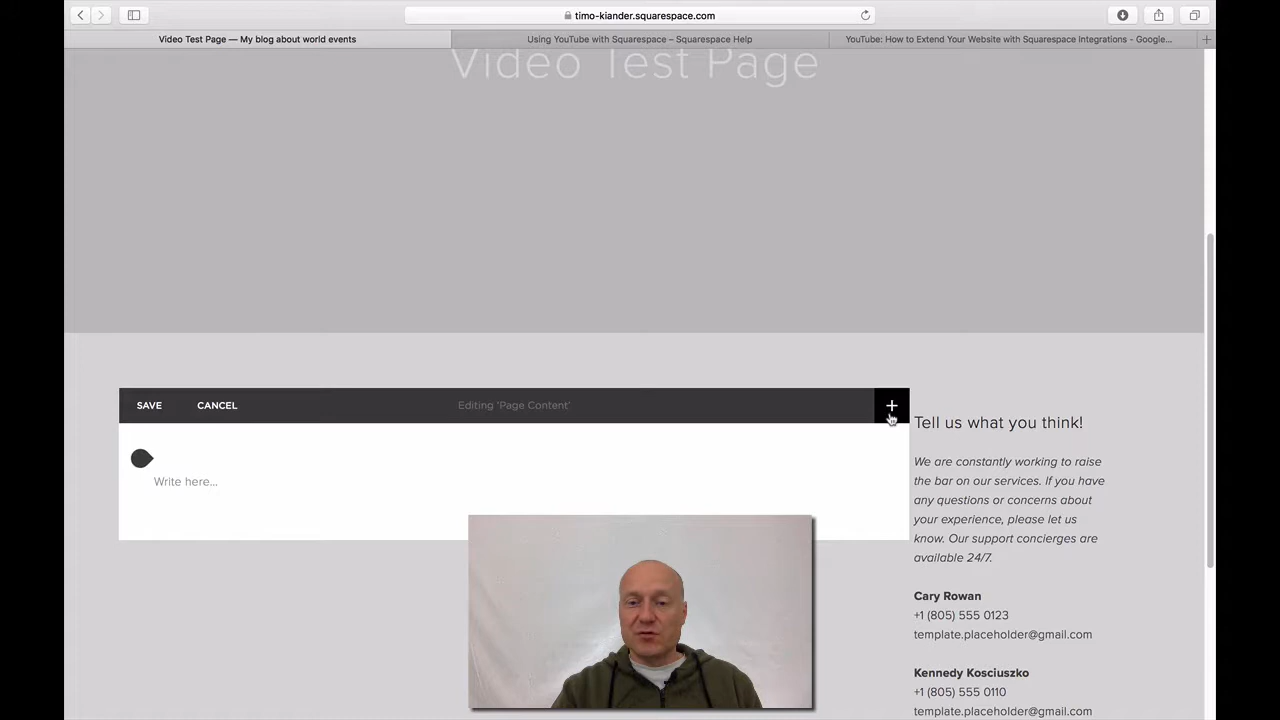 timo-kiander.squarespace.com
Video Test Page — My blog about world events
Using YouTube with Squarespace – Squarespace Help
YouTube: How to Extend Your Website with Squarespace Integrations - Google...
Video Test Page
SAVE
CANCEL
Editing 'Page Content'
Write here...
Tell us what you think!
We are constantly working to raise
the bar on our services. If you have
any questions or concerns about
your experience, please let us
know. Our support concierges are
available 24/7.
Cary Rowan
+1 (805) 555 0123
template.placeholder@gmail.com
Kennedy Kosciuszko
+1 (805) 555 0110
template.placeholder@gmail.com